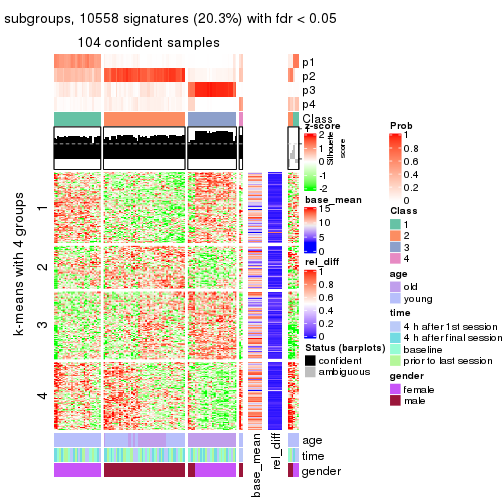 subgroups, 10558 signatures (20.3%) with fdr < 0.05
104 confident samples
p1
p2
p3
p4
Class
z-score
2
1
0
-1
-2
Silhouette
score
base_mean
15
10
5
0
rel_diff
1
0.8
0.6
0.4
0.2
0
Status (barplots)
confident
ambiguous
Prob
1
0.8
0.6
0.4
0.2
0
Class
1
2
3
4
age
old
young
time
4 h after 1st session
4 h after final session
baseline
prior to last session
gender
female
male
k-means with 4 groups
1
2
3
4
age
time
gender
base_mean
rel_diff